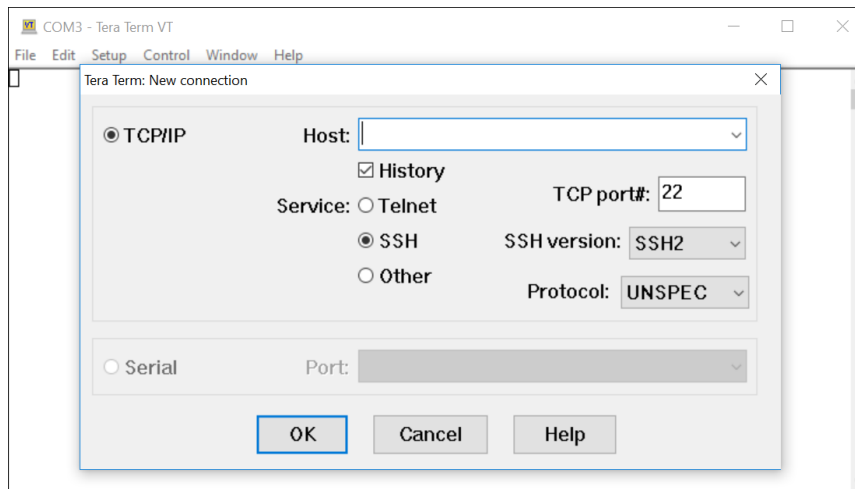 VT COM3 - Tera Term VT
File Edit Setup Control Window Help
Tera Term: New connection
TCP/IP Host:
History
TCP port#: 22
Service: Telnet
SSH SSH version: SSH2
Other
Protocol: UNSPEC
Serial Port:
OK Cancel Help